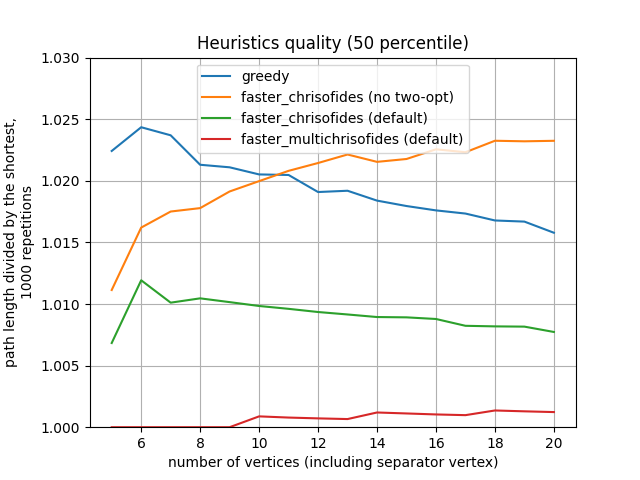 Heuristics quality (50 percentile)
greedy
faster_chrisofides (no two-opt)
faster_chrisofides (default)
faster_multichrisofides (default)
path length divided by the shortest,
1000 repetitions
1.030
1.025
1.020
1.015
1.010
1.005
1.000
6 8 10 12 14 16 18 20
number of vertices (including separator vertex)